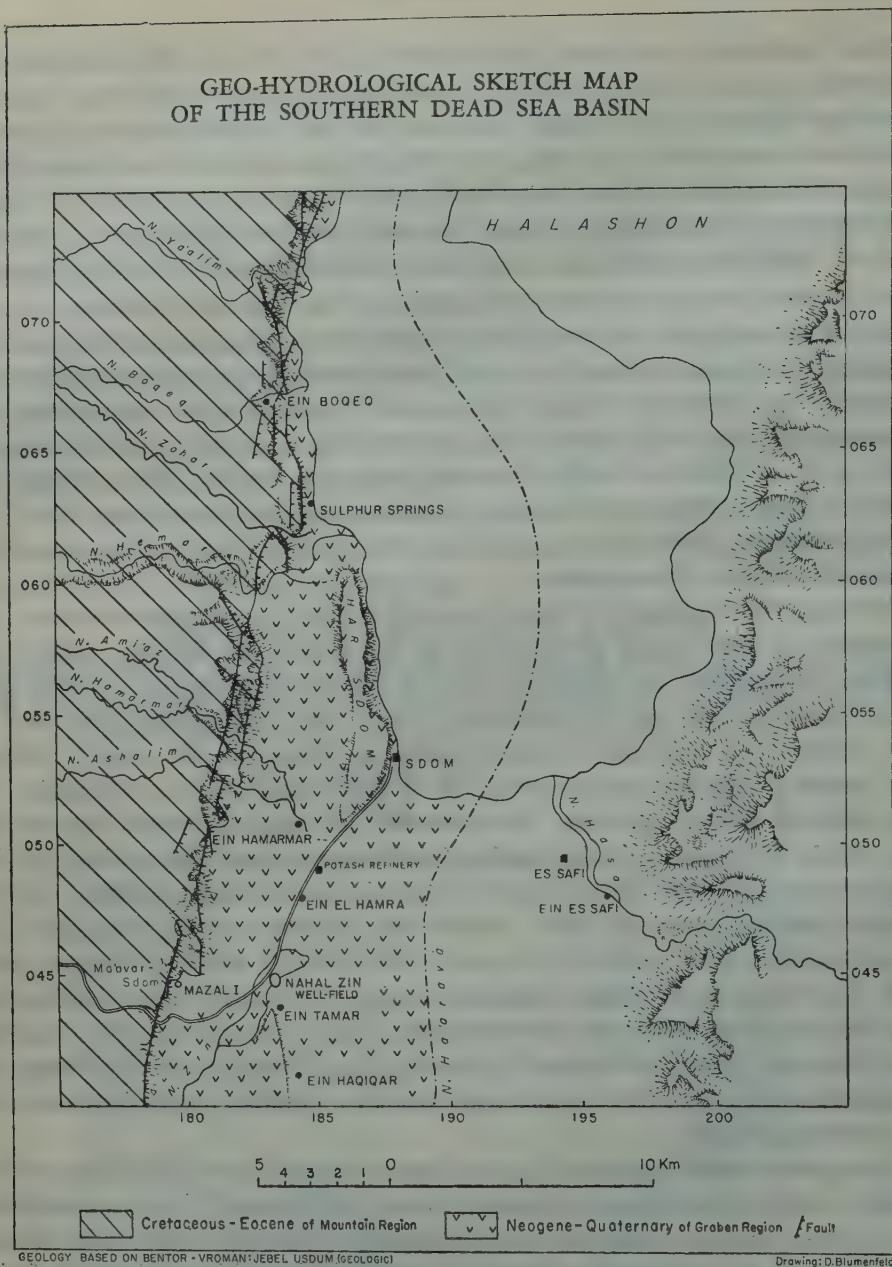 GEO-HYDROLOGICAL SKETCH MAP
OF THE SOUTHERN DEAD SEA BASIN
HALASHON
N. Ya'alim
070
070
N. Boqeq
EIN BOQEQ
N. Zohar
065
065
SULPHUR SPRINGS
N. Hemar
060
060
HAR SDOM
N. Ami'az
N. Hamarmar
055
055
N. Ashalim
SDOM
N. Hasa
050
050
EIN HAMARMAR
POTASH REFINERY
ES SAFI
EIN EL HAMRA
EIN ES SAFI
Ma'avar-
Sdom
045
045
MAZAL I
NAHAL ZIN
WELL-FIELD
EIN TAMAR
N. Zin
N. HAARAVA
EIN HAQIQAR
180
185
190
195
200
5 4 3 2 1 0 10 Km
Cretaceous - Eocene of Mountain Region
Neogene - Quaternary of Graben Region
Fault
GEOLOGY BASED ON BENTOR - VROMAN: JEBEL USDUM (GEOLOGIC)
Drawing: D. Blumenfeld